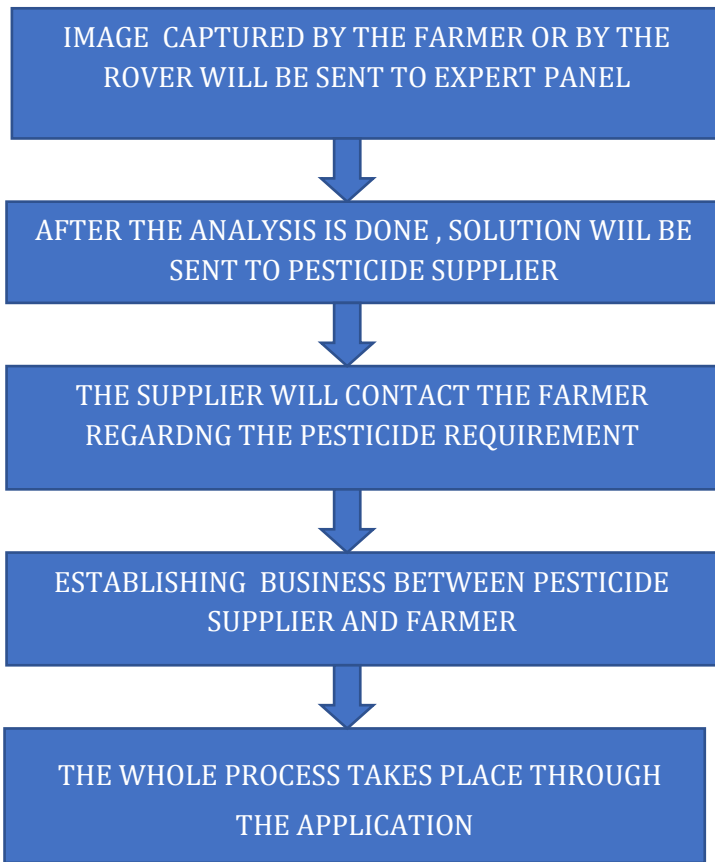 IMAGE CAPTURED BY THE FARMER OR BY THE
ROVER WILL BE SENT TO EXPERT PANEL
AFTER THE ANALYSIS IS DONE , SOLUTION WIIL BE
SENT TO PESTICIDE SUPPLIER
THE SUPPLIER WILL CONTACT THE FARMER
REGARDNG THE PESTICIDE REQUIREMENT
ESTABLISHING BUSINESS BETWEEN PESTICIDE
SUPPLIER AND FARMER
THE WHOLE PROCESS TAKES PLACE THROUGH
THE APPLICATION